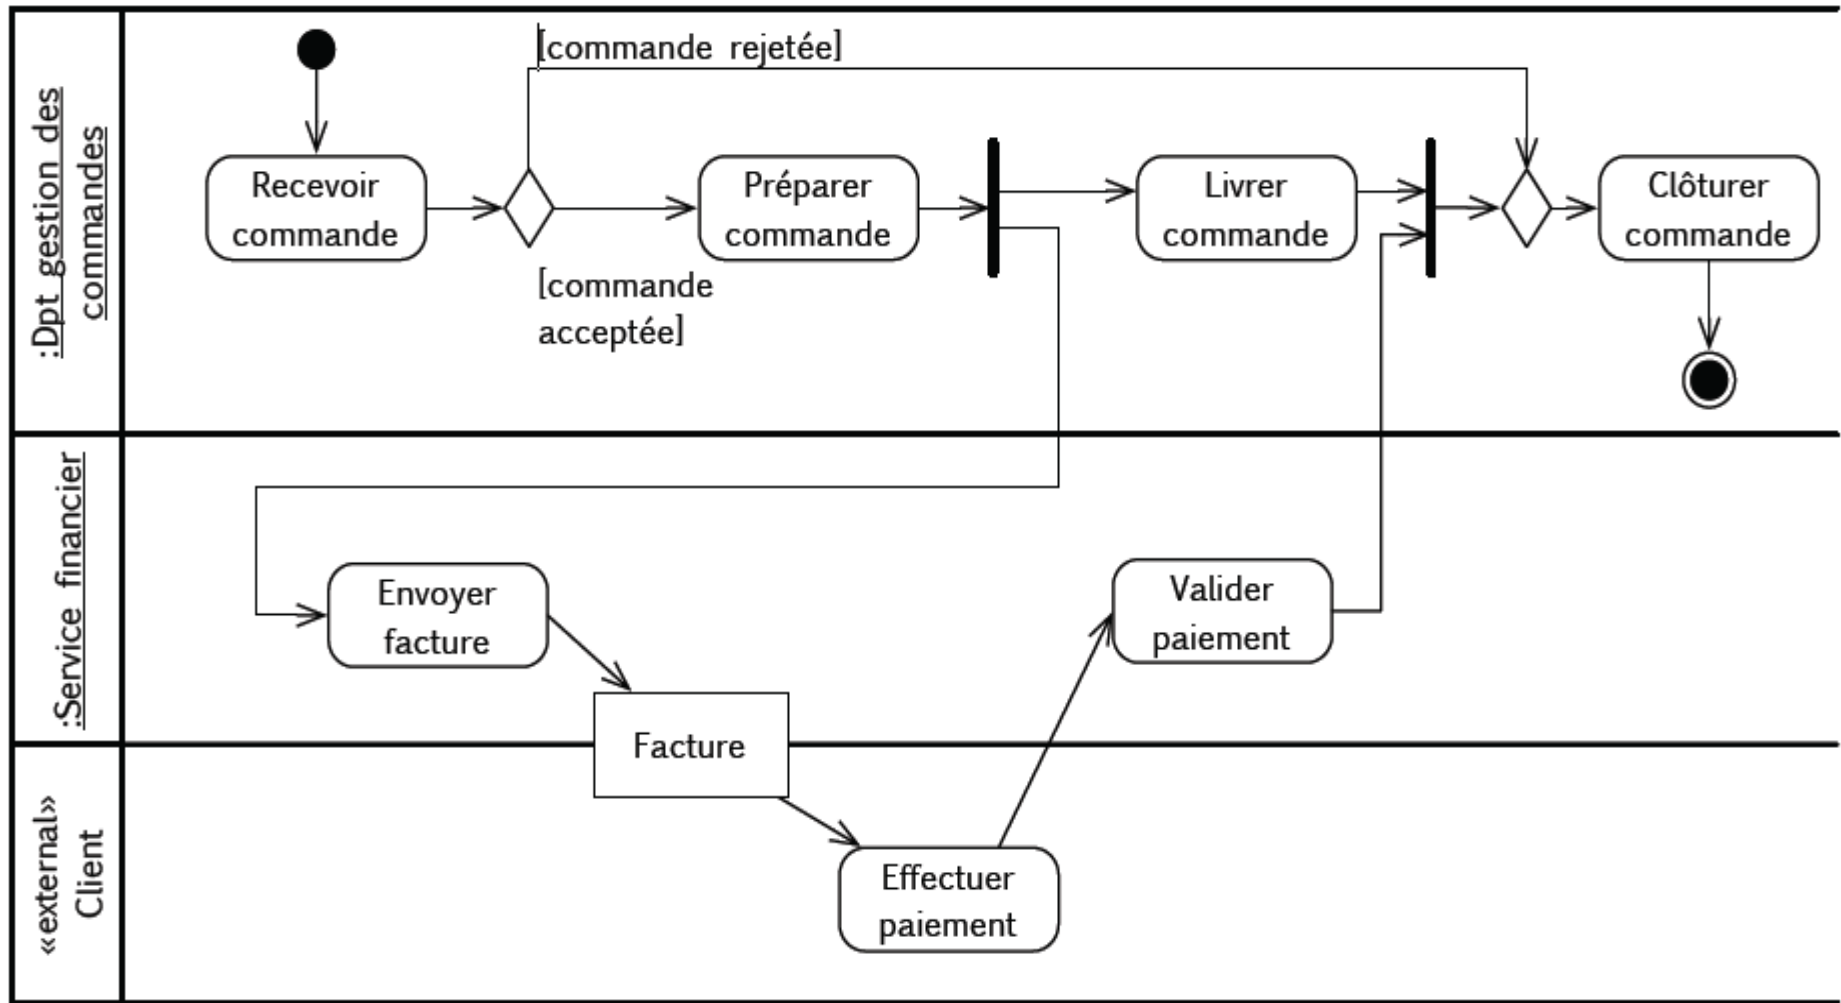 :Dpt gestion des
commandes
[commande rejetée]
Recevoir
commande
[commande
acceptée]
Préparer
commande
Livrer
commande
Clôturer
commande
:Service financier
Envoyer
facture
Valider
paiement
Facture
«external»
Client
Effectuer
paiement